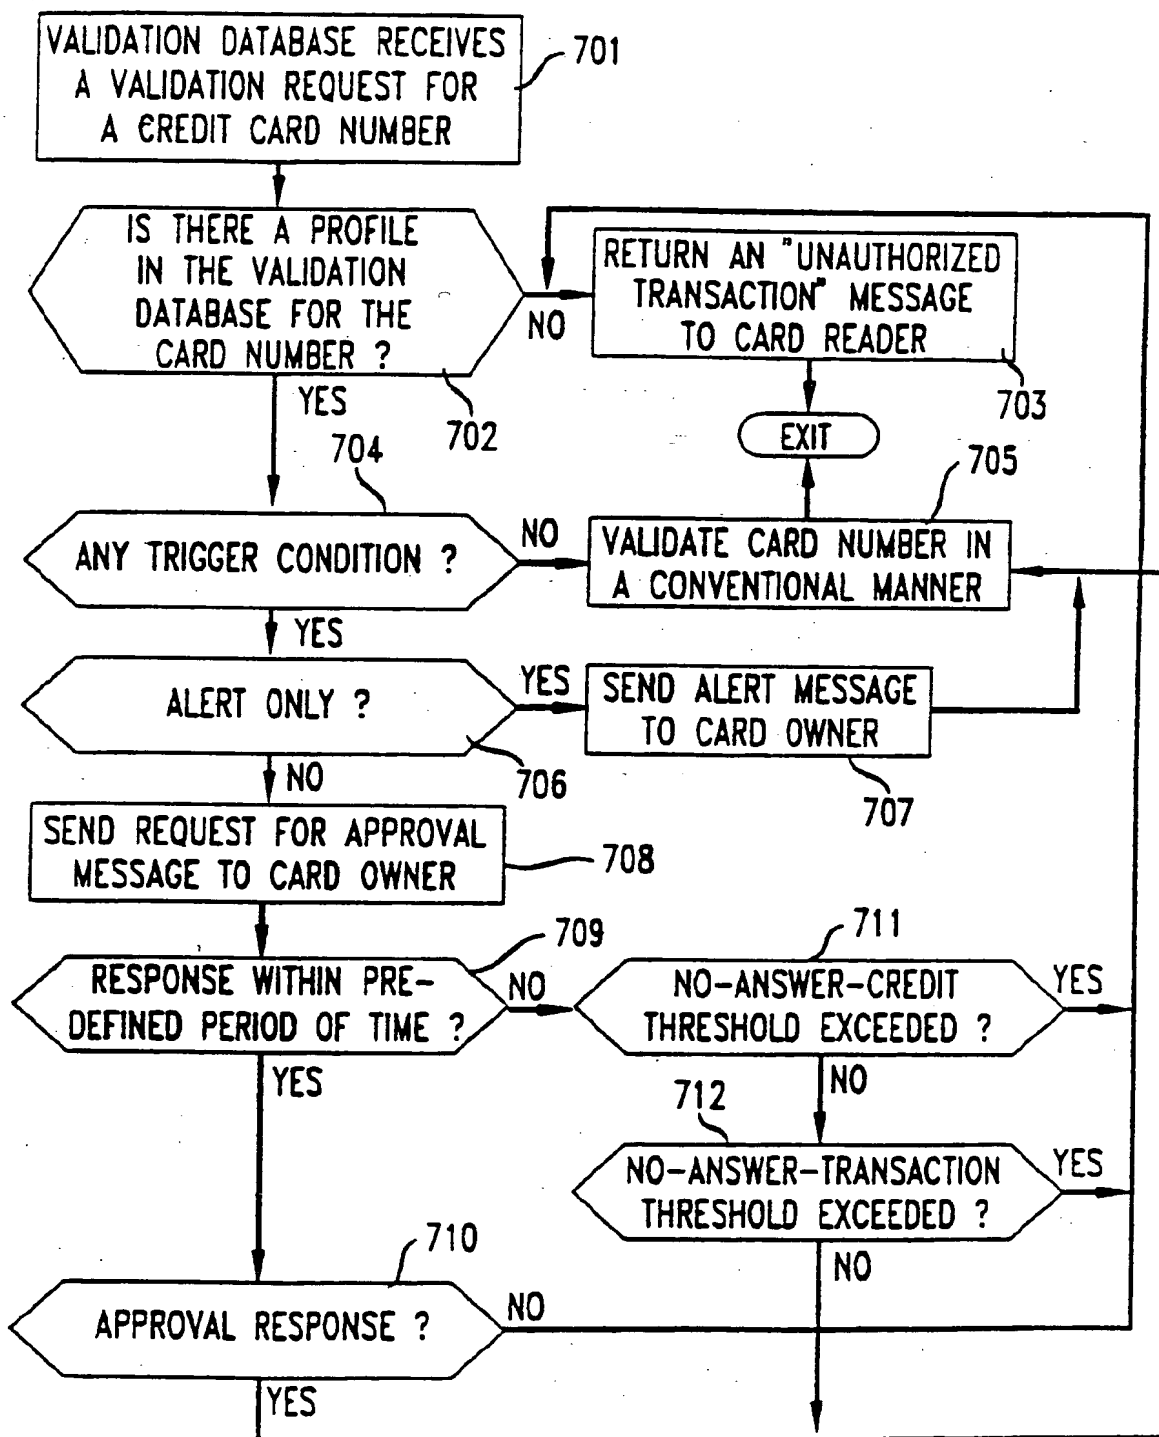 VALIDATION DATABASE RECEIVES
A VALIDATION REQUEST FOR
A CREDIT CARD NUMBER
701
IS THERE A PROFILE
IN THE VALIDATION
DATABASE FOR THE
CARD NUMBER ?
702
NO
YES
RETURN AN "UNAUTHORIZED
TRANSACTION" MESSAGE
TO CARD READER
703
EXIT
704
ANY TRIGGER CONDITION ?
NO
YES
705
VALIDATE CARD NUMBER IN
A CONVENTIONAL MANNER
ALERT ONLY ?
706
YES
NO
SEND ALERT MESSAGE
TO CARD OWNER
707
SEND REQUEST FOR APPROVAL
MESSAGE TO CARD OWNER
708
709
RESPONSE WITHIN PRE-
DEFINED PERIOD OF TIME ?
NO
YES
711
NO-ANSWER-CREDIT
THRESHOLD EXCEEDED ?
YES
NO
712
NO-ANSWER-TRANSACTION
THRESHOLD EXCEEDED ?
YES
NO
710
APPROVAL RESPONSE ?
NO
YES